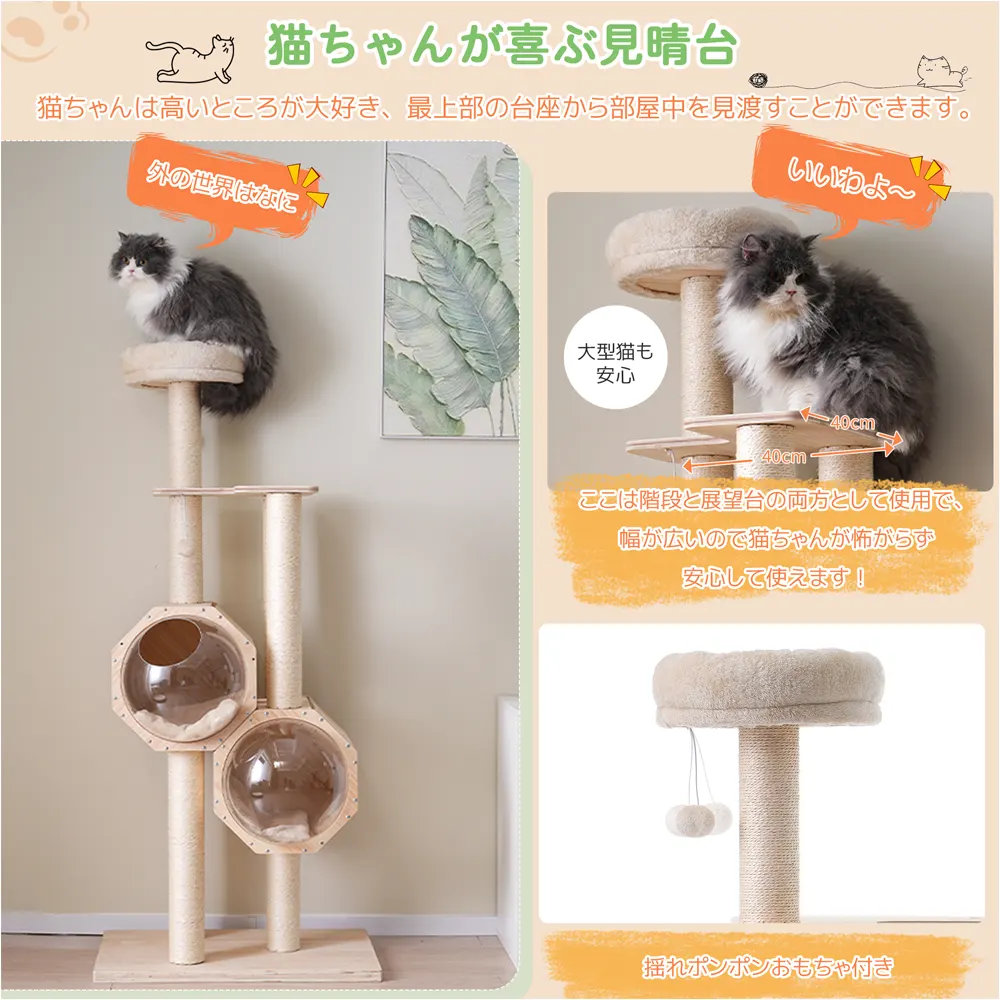 猫ちゃんが喜ぶ見晴台
猫ちゃんは高いところが大好き、最上部の台座から部屋中を見渡すことができます。
外の世界はなに
いいわよ～
大型猫も
安心
40cm
40cm
ここは階段と展望台の両方として使用で、
幅が広いので猫ちゃんが怖がらず
安心して使えます！
揺れポンポンおもちゃ付き